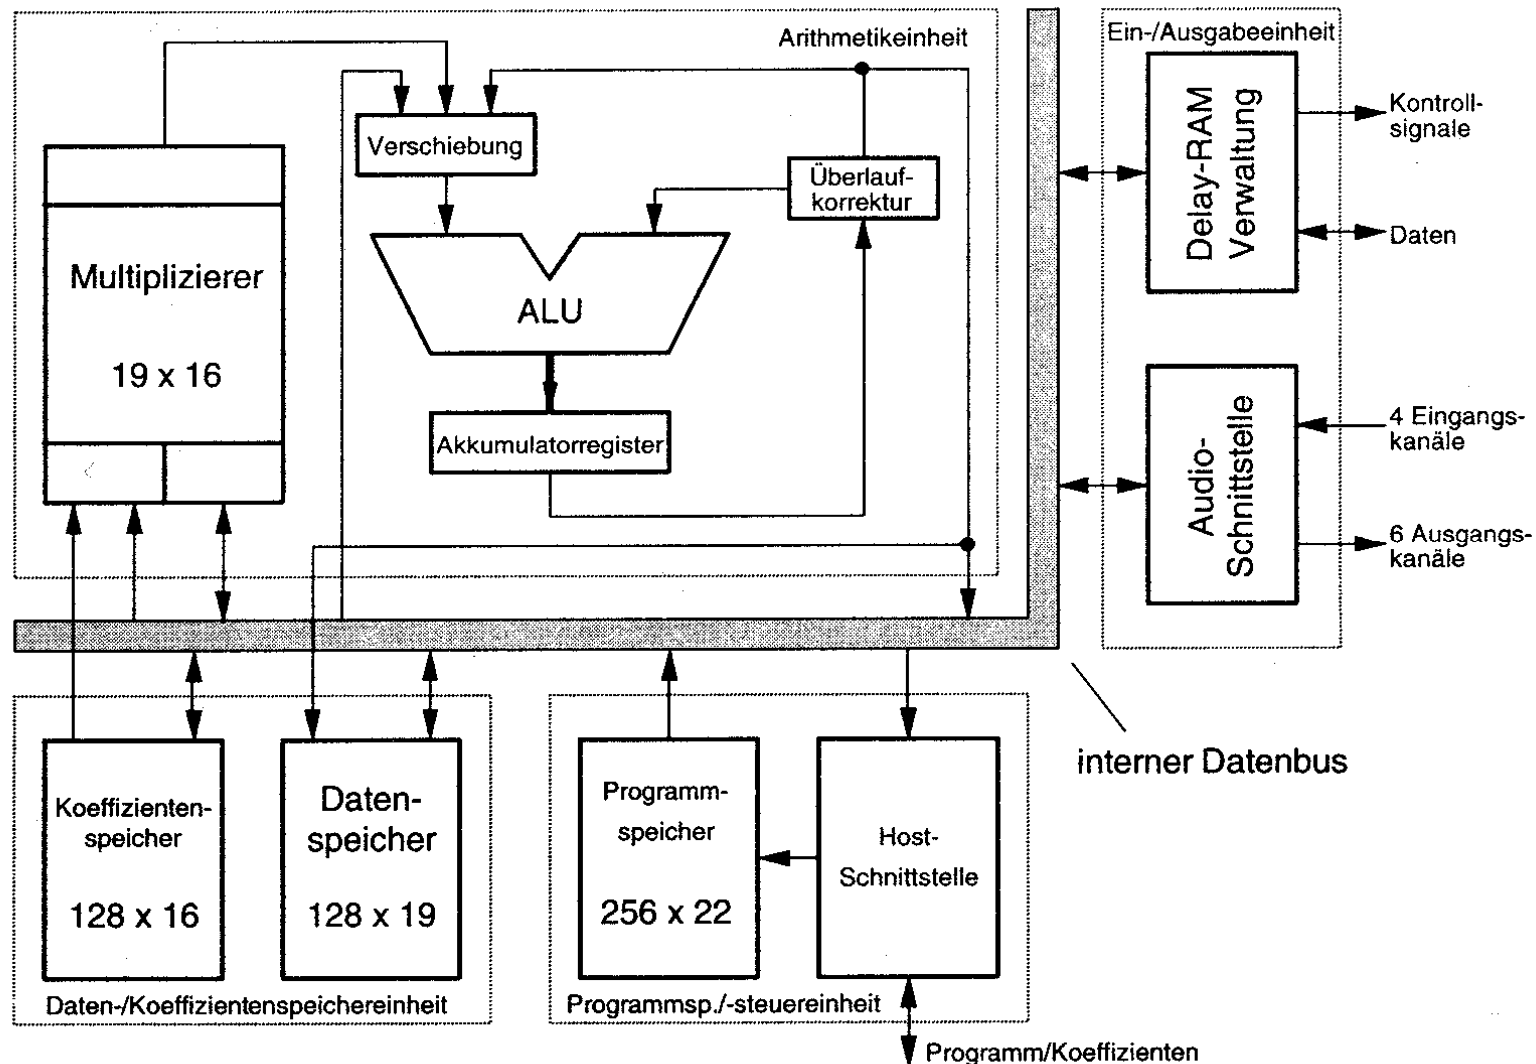 Arithmetikeinheit
Verschiebung
Überlauf-
korrektur
Multiplizierer
19 x 16
ALU
Akkumulatorregister
Ein-/Ausgabeeinheit
Delay-RAM
Verwaltung
Kontroll-
signale
Daten
Audio-
Schnittstelle
4 Eingangs-
kanäle
6 Ausgangs-
kanäle
interner Datenbus
Koeffizienten-
speicher
128 x 16
Daten-
speicher
128 x 19
Daten-/Koeffizientenspeichereinheit
Programm-
speicher
256 x 22
Host-
Schnittstelle
Programmsp./-steuereinheit
Programm/Koeffizienten